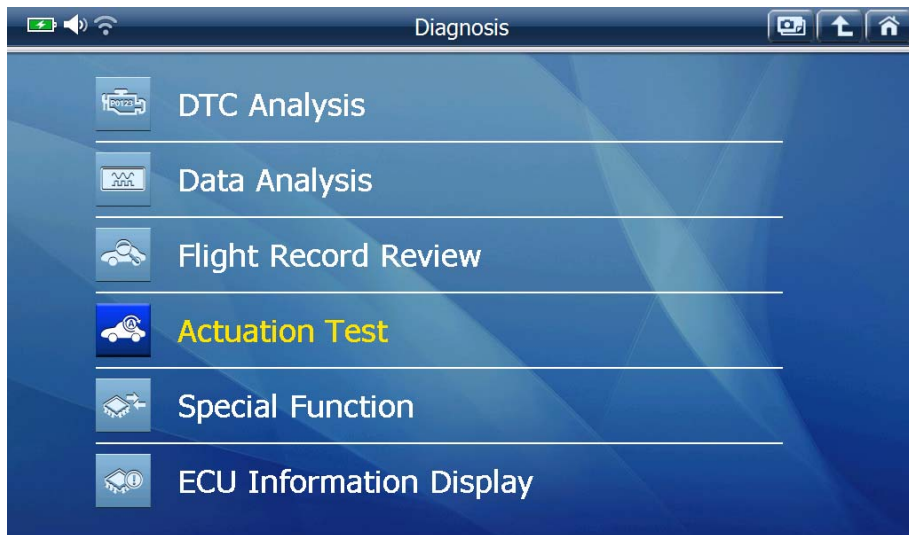 Diagnosis
DTC Analysis
Data Analysis
Flight Record Review
Actuation Test
Special Function
ECU Information Display